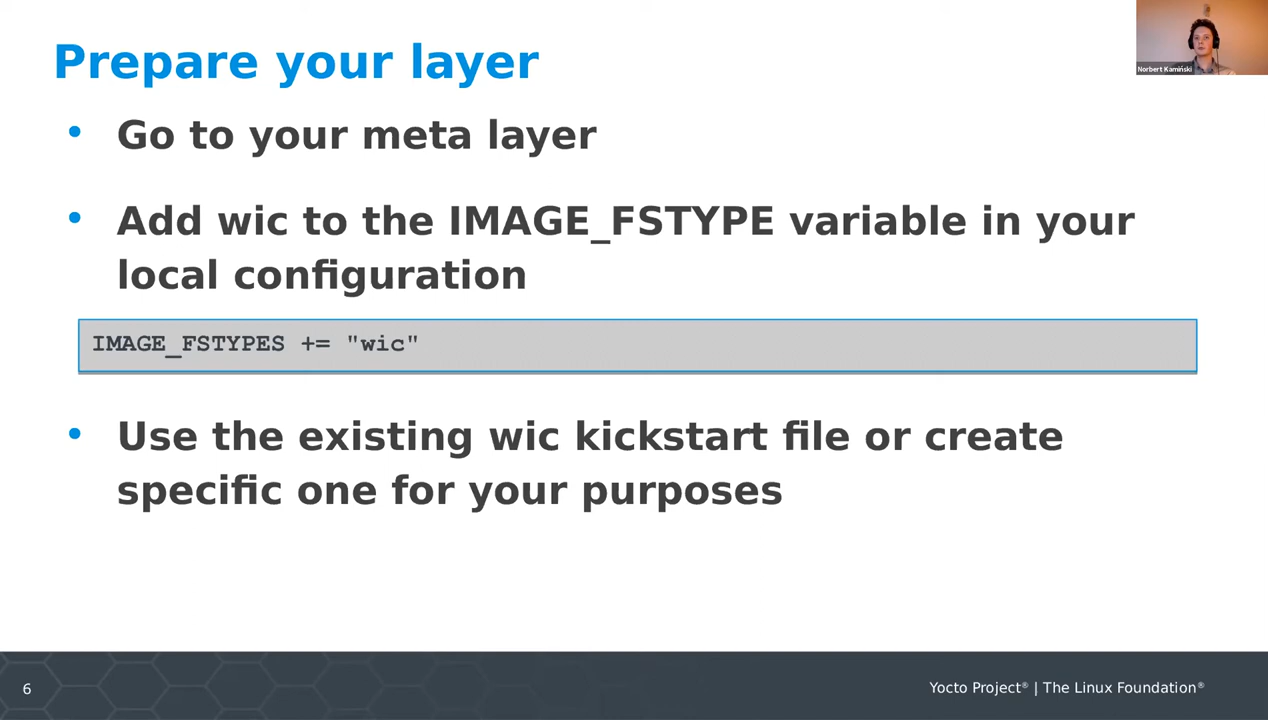 Prepare your layer
Norbert Kamiński
• Go to your meta layer
• Add wic to the IMAGE_FSTYPE variable in your
local configuration
IMAGE_FSTYPES += "wic"
• Use the existing wic kickstart file or create
specific one for your purposes
6
Yocto Project® | The Linux Foundation®